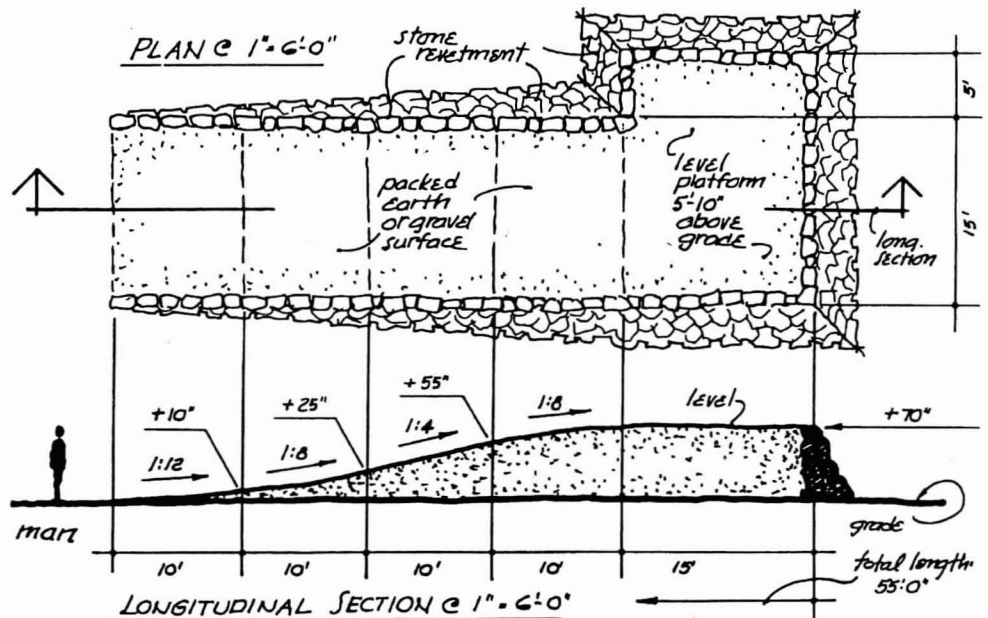 PLAN @ 1"=6'-0"
stone
revetment
5'
15'
packed
earth
or gravel
surface
level
platform
5'-10"
above
grade
long.
section
+10"
+25"
+55"
1:12
1:8
1:4
1:8
level
+70"
man
grade
10'
10'
10'
10'
15'
total length:
55'0"
LONGITUDINAL SECTION @ 1"=6'-0"